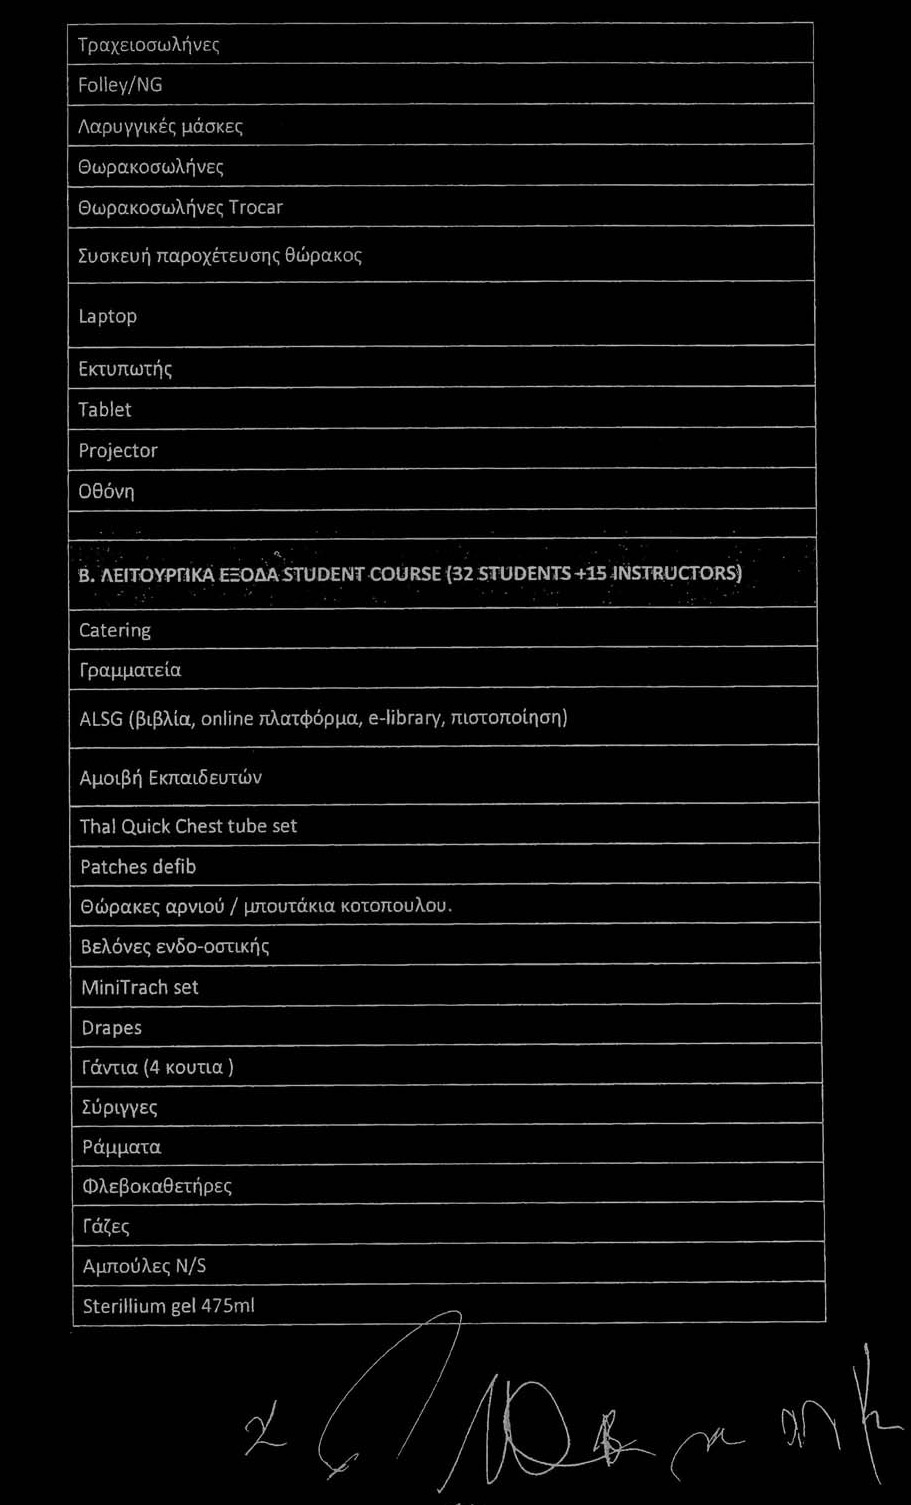 Τραχειοσωλήνες
Folley/NG
Λαρυγγικές μάσκες
Θωρακοσωλήνες
Θωρακοσωλήνες Trocar
Συσκευή παροχέτευσης θώρακος
Laptop
Εκτυπωτής
Tablet
Projector
Οθόνη
Β. ΛΕΙΤΟΥΡΓΙΚΑ ΕΞΟΔΑ STUDENT COURSE (32 STUDENTS +15 INSTRUCTORS)
Catering
Γραμματεία
ALSG (βιβλία, online πλατφόρμα, e-library, πιστοποίηση)
Αμοιβή Εκπαιδευτών
Thal Quick Chest tube set
Patches defib
Θώρακες αρνιού / μπουτάκια κοτοπουλου.
Βελόνες ενδο-οστικής
MiniTrach set
Drapes
Γάντια (4 κουτια )
Σύριγγες
Ράμματα
Φλεβοκαθετήρες
Γάζες
Αμπούλες N/S
Sterillium gel 475ml